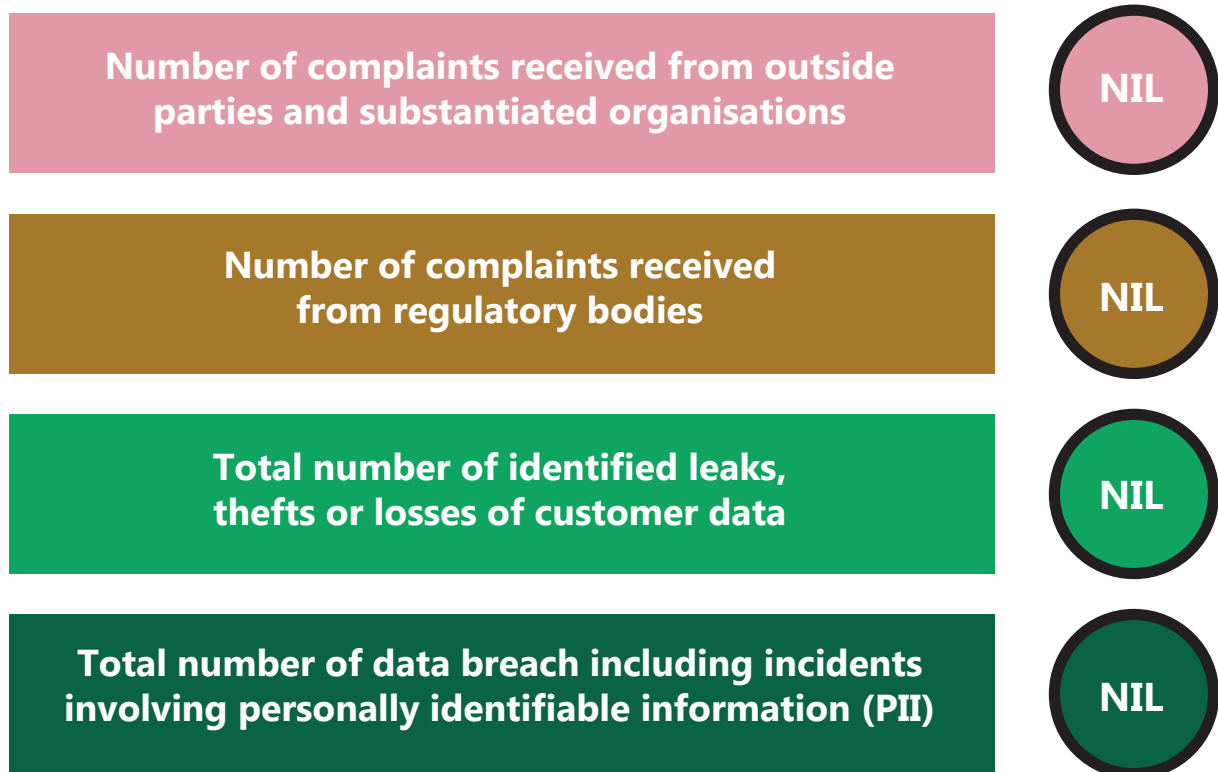 Number of complaints received from outside
parties and substantiated organisations
NIL
Number of complaints received
from regulatory bodies
NIL
Total number of identified leaks,
thefts or losses of customer data
NIL
Total number of data breach including incidents
involving personally identifiable information (PII)
NIL